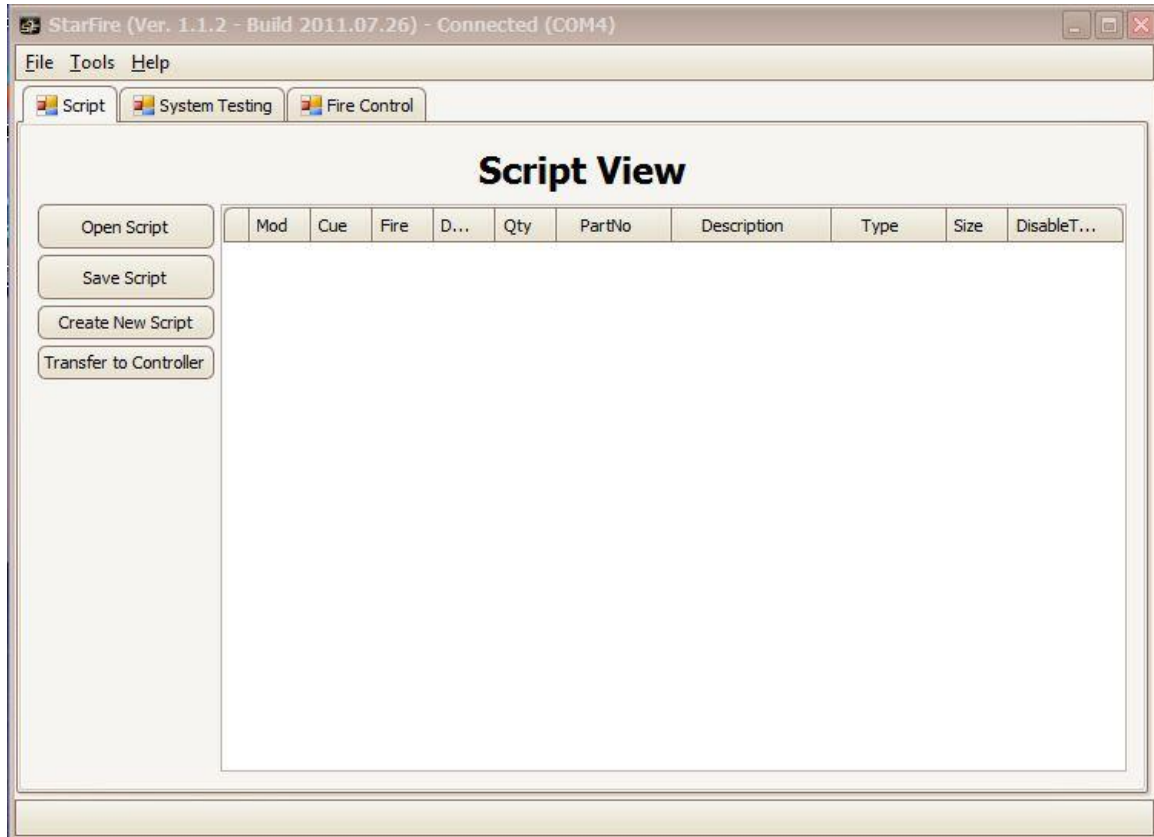 StarFire (Ver. 1.1.2 - Build 2011.07.26) - Connected (COM4)
File Tools Help
Script System Testing Fire Control
Script View
Open Script
Save Script
Create New Script
Transfer to Controller
Mod Cue Fire D... Qty PartNo Description Type Size DisableT...